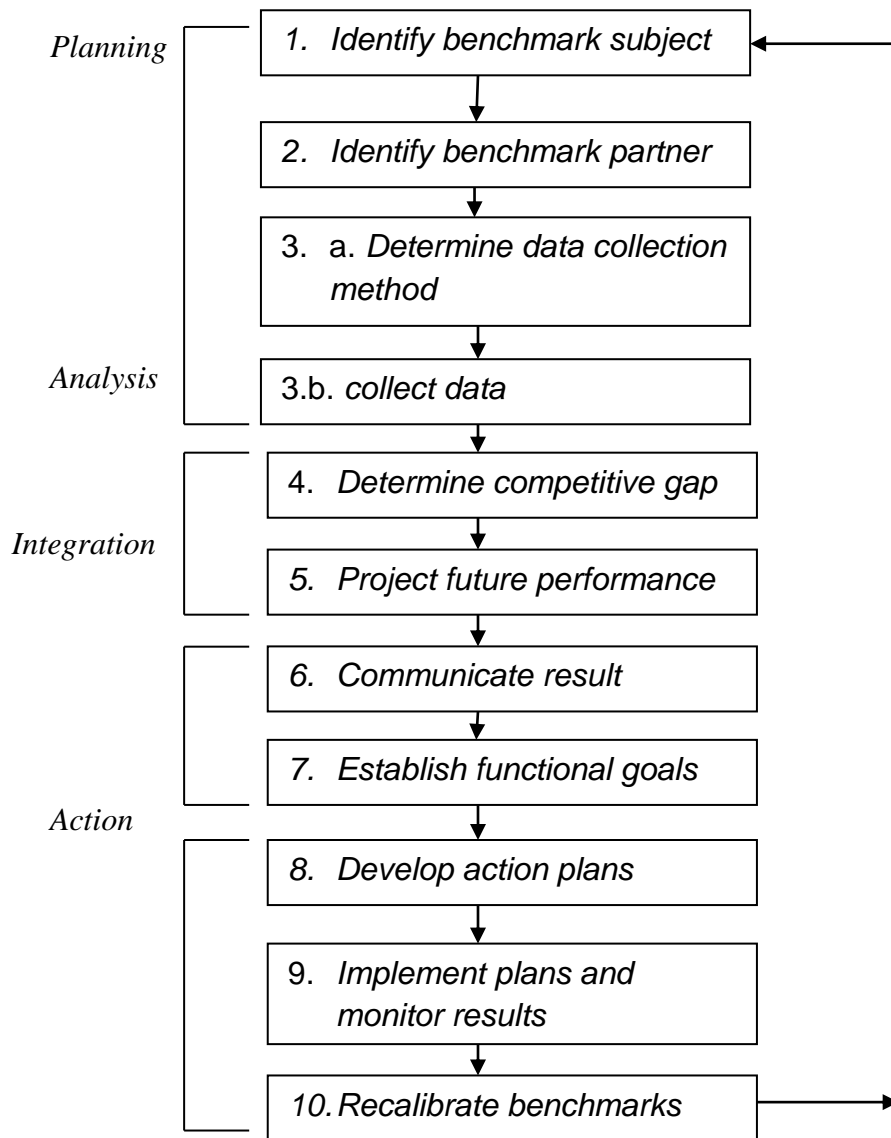 Planning
1. Identify benchmark subject
2. Identify benchmark partner
3. a. Determine data collection
method
Analysis
3.b. collect data
4. Determine competitive gap
Integration
5. Project future performance
6. Communicate result
7. Establish functional goals
Action
8. Develop action plans
9. Implement plans and
monitor results
10. Recalibrate benchmarks